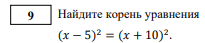 9 Найдите корень уравнения
(x − 5)² = (x + 10)².